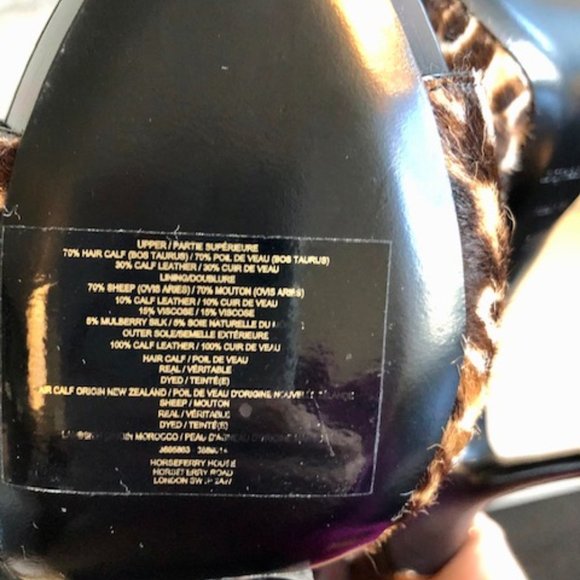 UPPER / PARTIE SUPÉRIEURE
70% HAIR CALF (BOS TAURUS) / 70% POIL DE VEAU (BOS TAURUS)
30% CALF LEATHER / 30% CUIR DE VEAU
LINING/DOUBLURE
70% SHEEP (OVIS ARIES) / 70% MOUTON (OVIS ARIES)
10% CALF LEATHER / 10% CUIR DE VEAU
15% VISCOSE / 15% VISCOSE
5% MULBERRY SILK / 5% SOIE NATURELLE DU
OUTER SOLE/SEMELLE EXTÉRIEURE
100% CALF LEATHER / 100% CUIR DE VEAU
HAIR CALF / POIL DE VEAU
REAL / VÉRITABLE
DYED / TEINTÉ(E)
HAIR CALF ORIGIN NEW ZEALAND / POIL DE VEAU D'ORIGINE
SHEEP / MOUTON
REAL / VÉRITABLE
DYED / TEINTÉ(E)
ORIGIN MOROCCO / PEAU
HORSEFERRY HOUSE
HORSEFERRY ROAD
LONDON